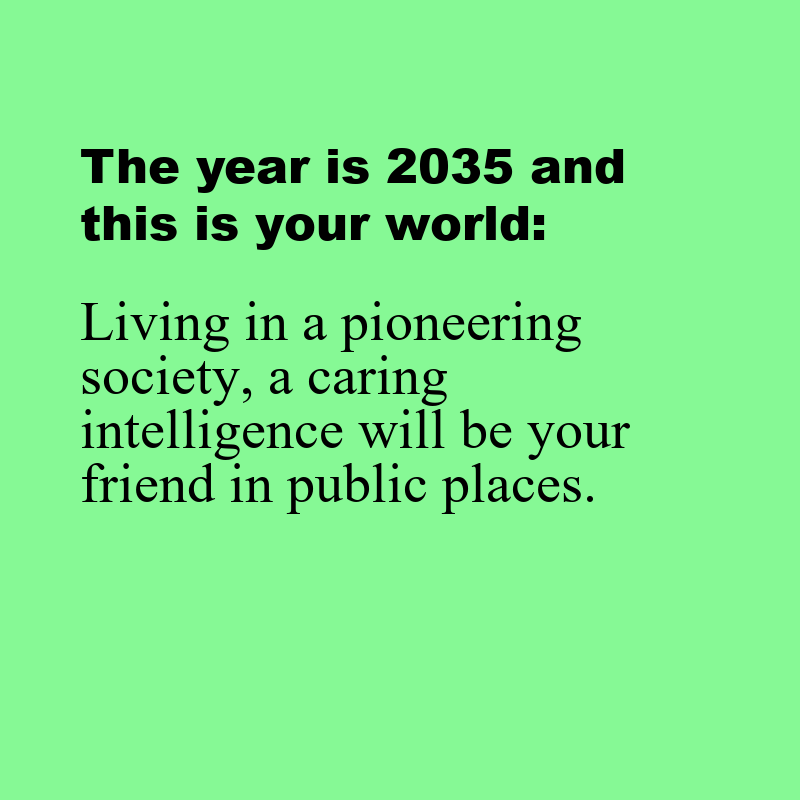 The year is 2035 and
this is your world:
Living in a pioneering
society, a caring
intelligence will be your
friend in public places.